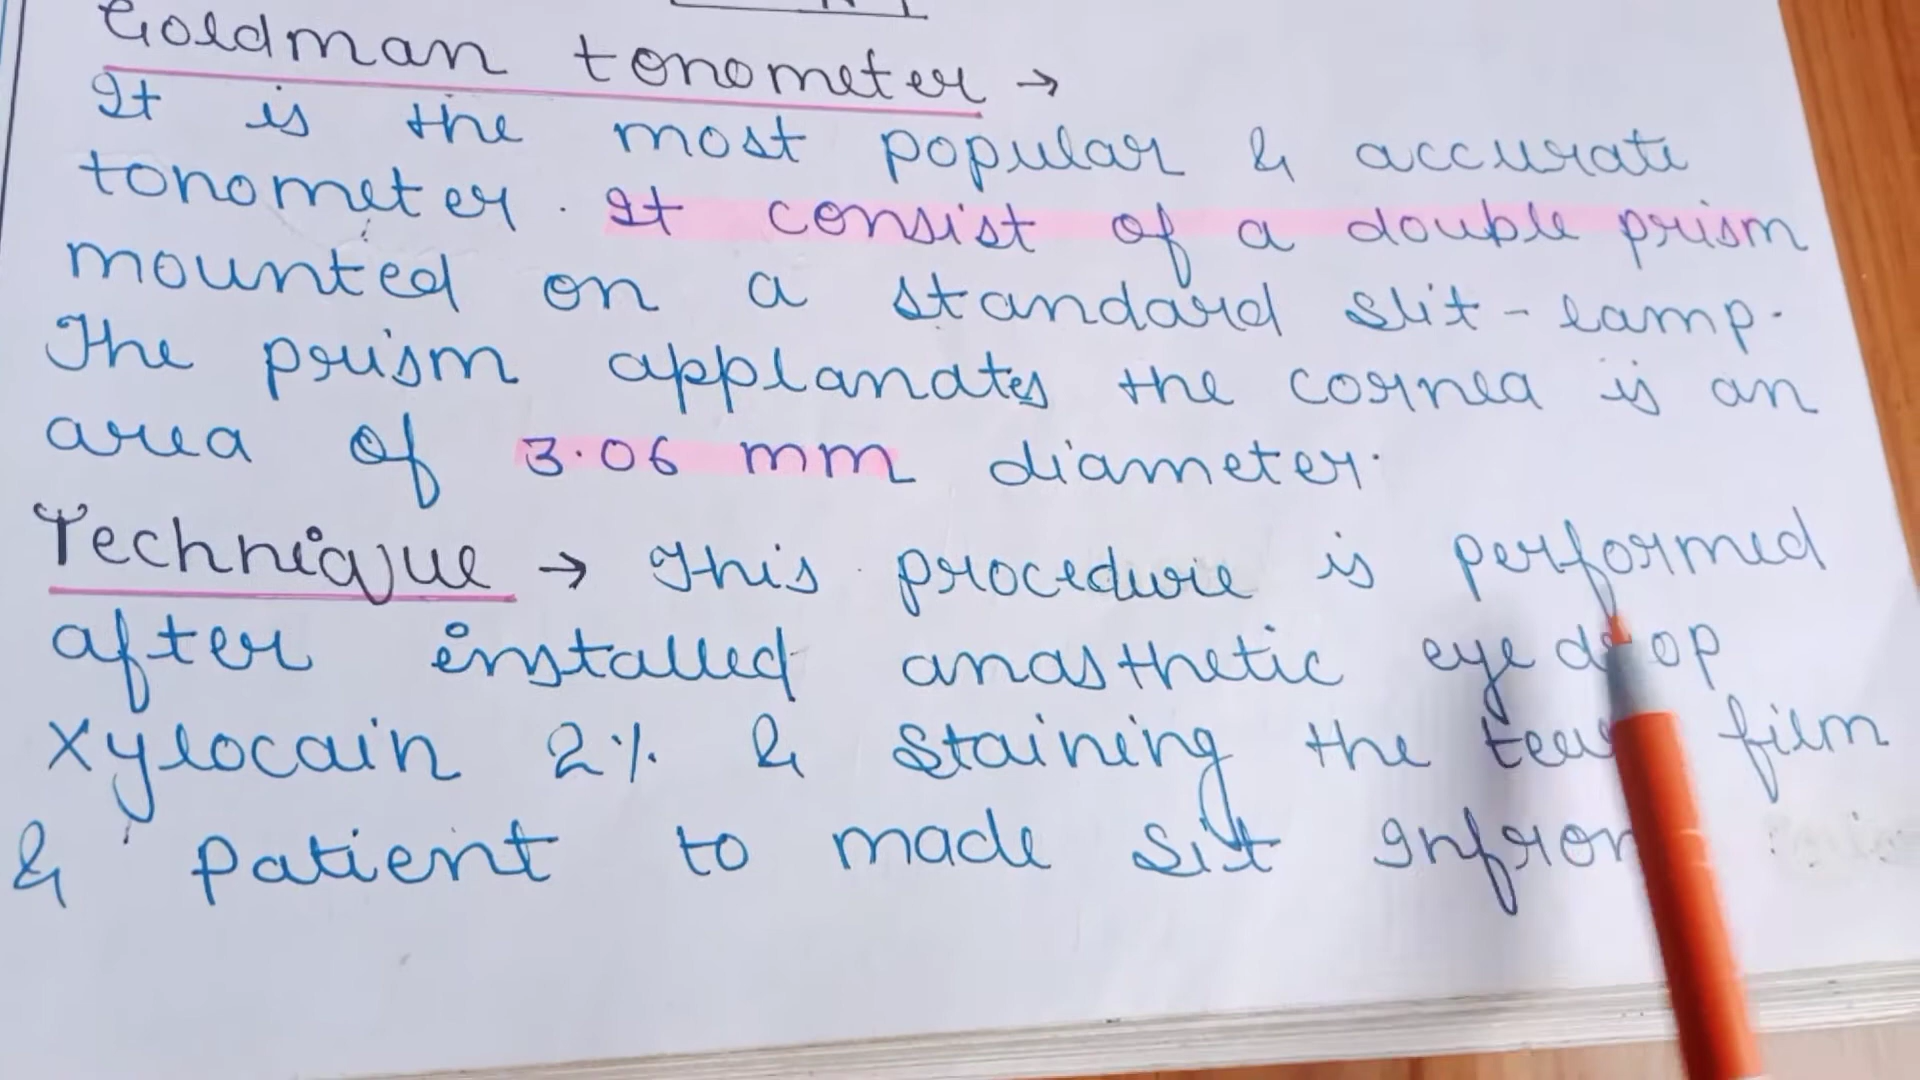 Goldman tonometer →
It is the most popular & accurate
tonometer. It consist of a double prism
mounted on a standard slit-lamp.
The prism applanates the cornea is an
area of 3.06 mm diameter.
Technique → This procedure is performed
after installed anasthetic eye drop
Xylocain 2% & staining the tear film
& patient to made sit Infron